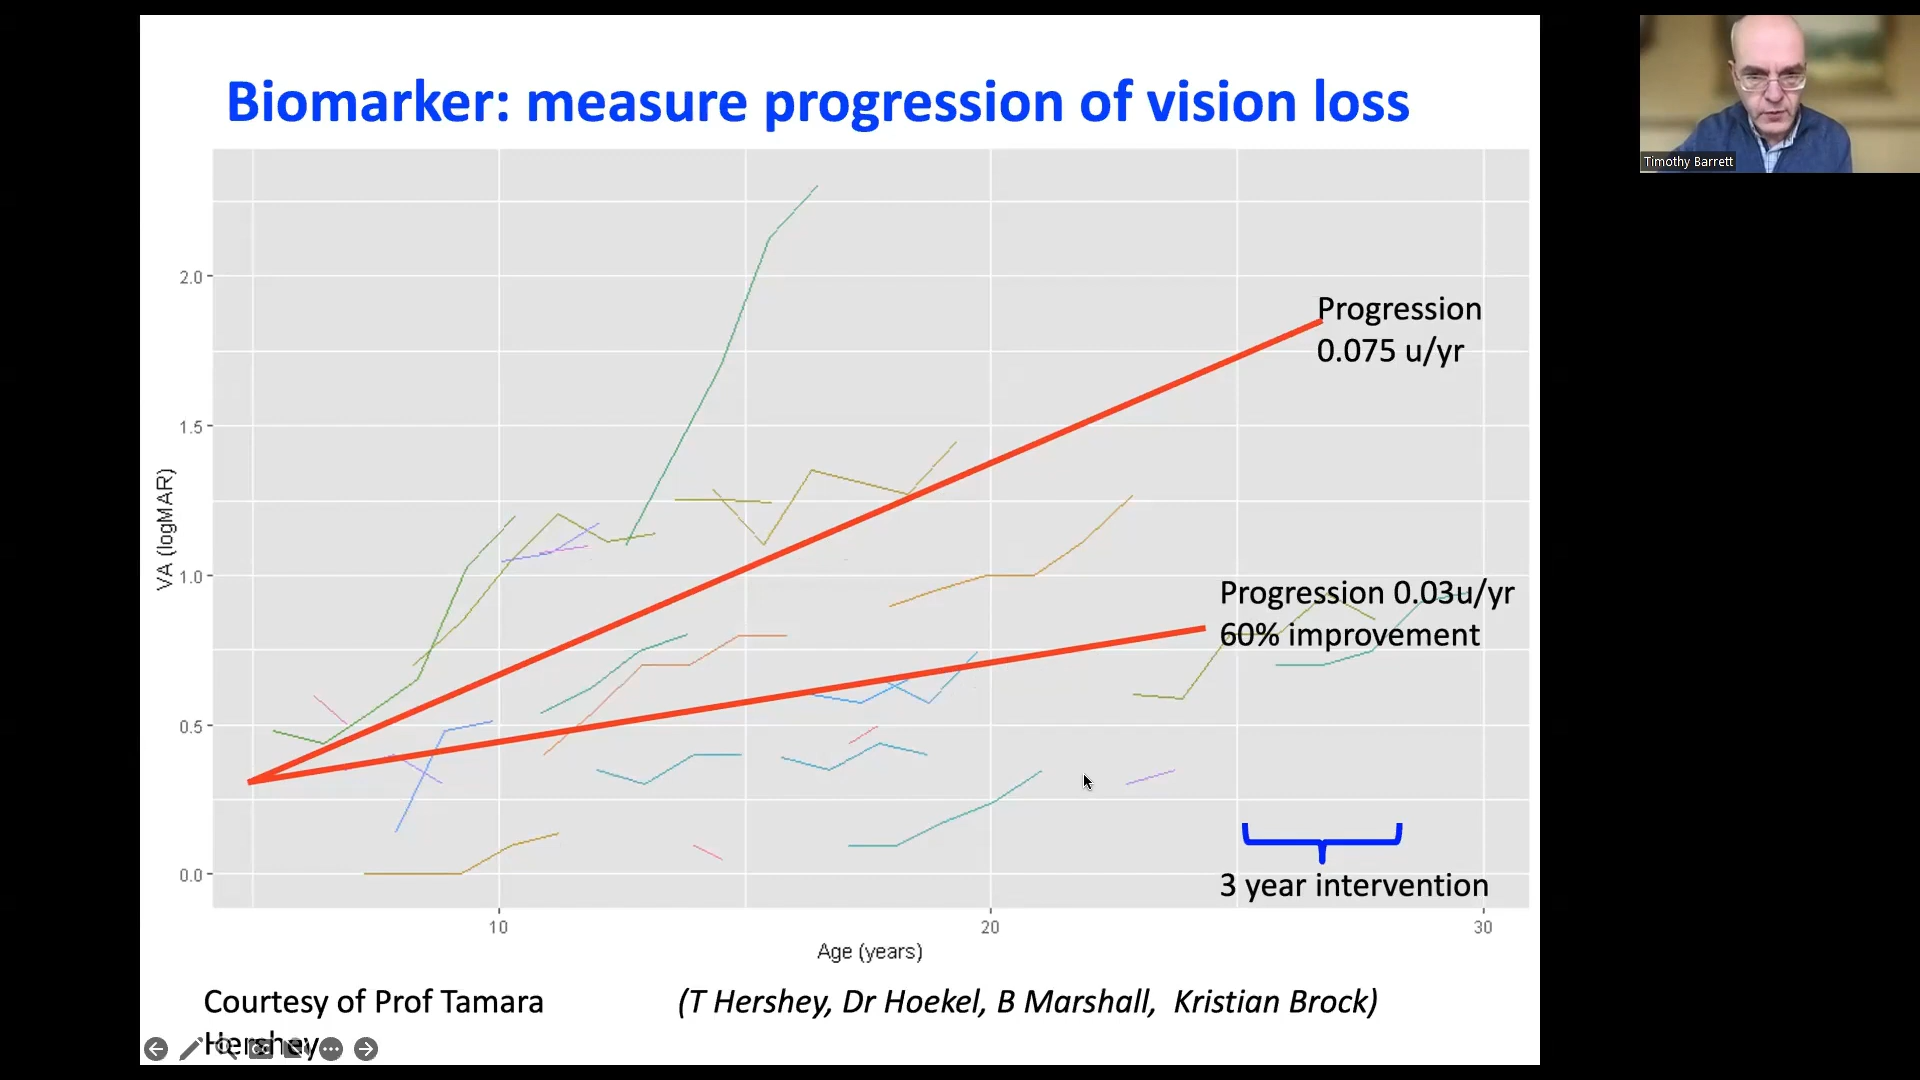 Biomarker: measure progression of vision loss
Timothy Barrett
2.0
1.5
1.0
0.5
0.0
VA (logMAR)
Progression
0.075 u/yr
Progression 0.03u/yr
60% improvement
3 year intervention
10
20
30
Age (years)
Courtesy of Prof Tamara
Hershey
(T Hershey, Dr Hoekel, B Marshall, Kristian Brock)